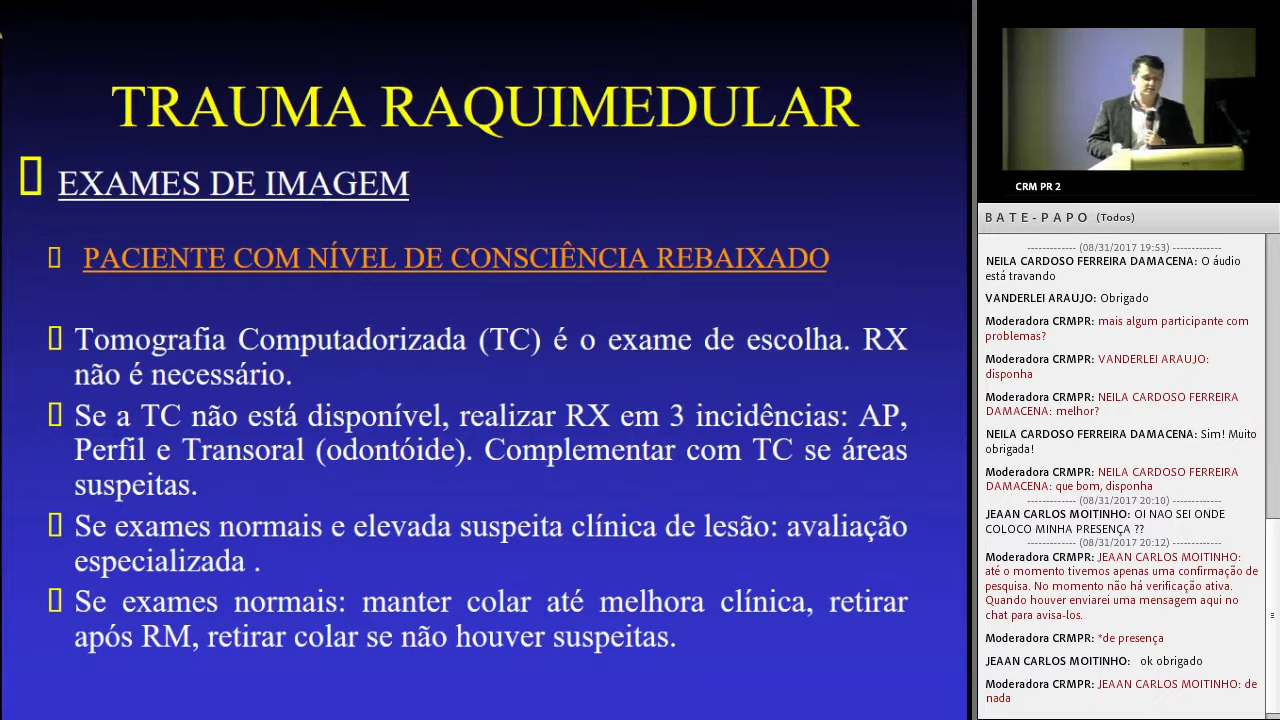 TRAUMA RAQUIMEDULAR
EXAMES DE IMAGEM
PACIENTE COM NÍVEL DE CONSCIÊNCIA REBAIXADO
Tomografia Computadorizada (TC) é o exame de escolha. RX
não é necessário.
Se a TC não está disponível, realizar RX em 3 incidências: AP,
Perfil e Transoral (odontóide). Complementar com TC se áreas
suspeitas.
Se exames normais e elevada suspeita clínica de lesão: avaliação
especializada .
Se exames normais: manter colar até melhora clínica, retirar
após RM, retirar colar se não houver suspeitas.
CRM PR 2
BATE-PAPO (Todos)
------------- (08/31/2017 19:53) -------------
NEILA CARDOSO FERREIRA DAMACENA: O áudio
está travando
VANDERLEI ARAUJO: Obrigado
Moderadora CRMPR: mais algum participante com
problemas?
Moderadora CRMPR: VANDERLEI ARAUJO:
disponha
Moderadora CRMPR: NEILA CARDOSO FERREIRA
DAMACENA: melhor?
NEILA CARDOSO FERREIRA DAMACENA: Sim! Muito
obrigada!
Moderadora CRMPR: NEILA CARDOSO FERREIRA
DAMACENA: que bom, disponha
------------- (08/31/2017 20:10) -------------
JEAAN CARLOS MOITINHO: OI NAO SEI ONDE
COLOCO MINHA PRESENÇA ??
------------- (08/31/2017 20:12) -------------
Moderadora CRMPR: JEAAN CARLOS MOITINHO:
até o momento tivemos apenas uma confirmação de
pesquisa. No momento não há verificação ativa.
Quando houver enviarei uma mensagem aqui no
chat para avisa-los.
Moderadora CRMPR: *de presença
JEAAN CARLOS MOITINHO: ok obrigado
Moderadora CRMPR: JEAAN CARLOS MOITINHO: de
nada